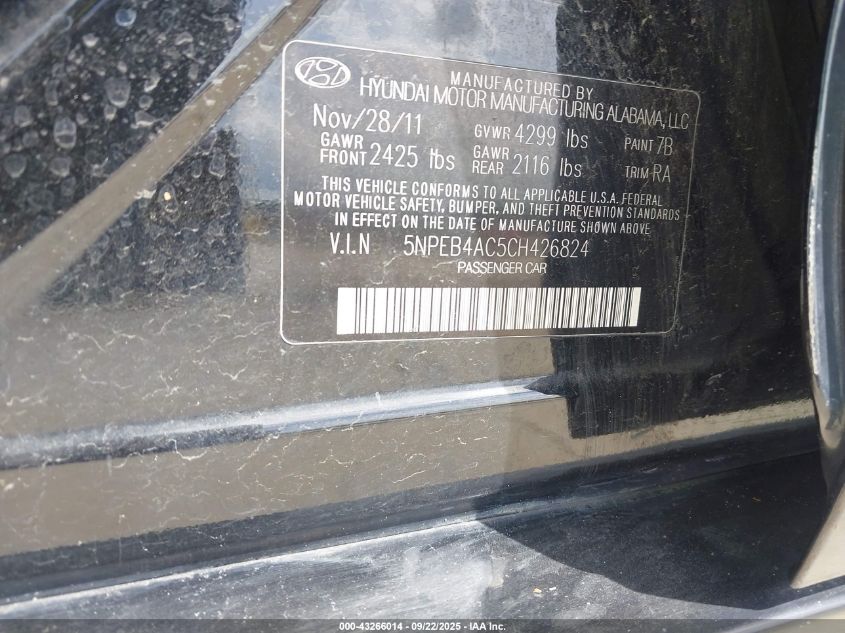 MANUFACTURED BY
HYUNDAI MOTOR MANUFACTURING ALABAMA, LLC
Nov/28/11 GVWR 4299 lbs PAINT 7B
GAWR FRONT 2425 lbs GAWR REAR 2116 lbs TRIM RA
THIS VEHICLE CONFORMS TO ALL APPLICABLE U.S.A. FEDERAL
MOTOR VEHICLE SAFETY, BUMPER, AND THEFT PREVENTION STANDARDS
IN EFFECT ON THE DATE OF MANUFACTURE SHOWN ABOVE.
V.I.N 5NPEB4AC5CH426824
PASSENGER CAR
000-43266014 - 09/22/2025 - IAA Inc.